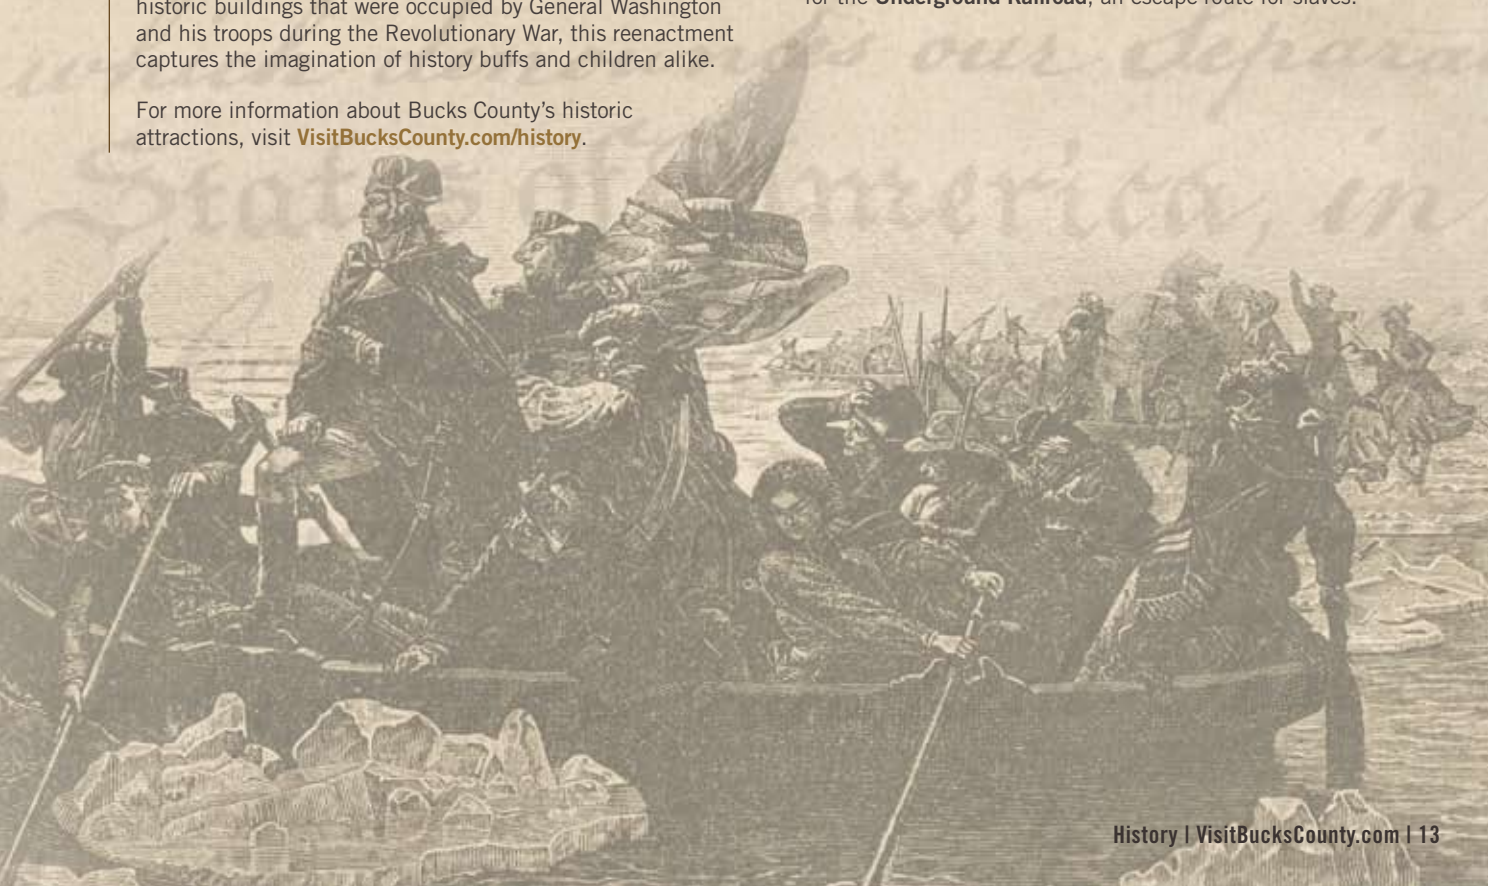 historic buildings that were occupied by General Washington
and his troops during the Revolutionary War, this reenactment
captures the imagination of history buffs and children alike.
For more information about Bucks County’s historic
attractions, visit VisitBucksCounty.com/history.
for the Underground Railroad, an escape route for slaves.
our separa
States of America, in
History | VisitBucksCounty.com | 13